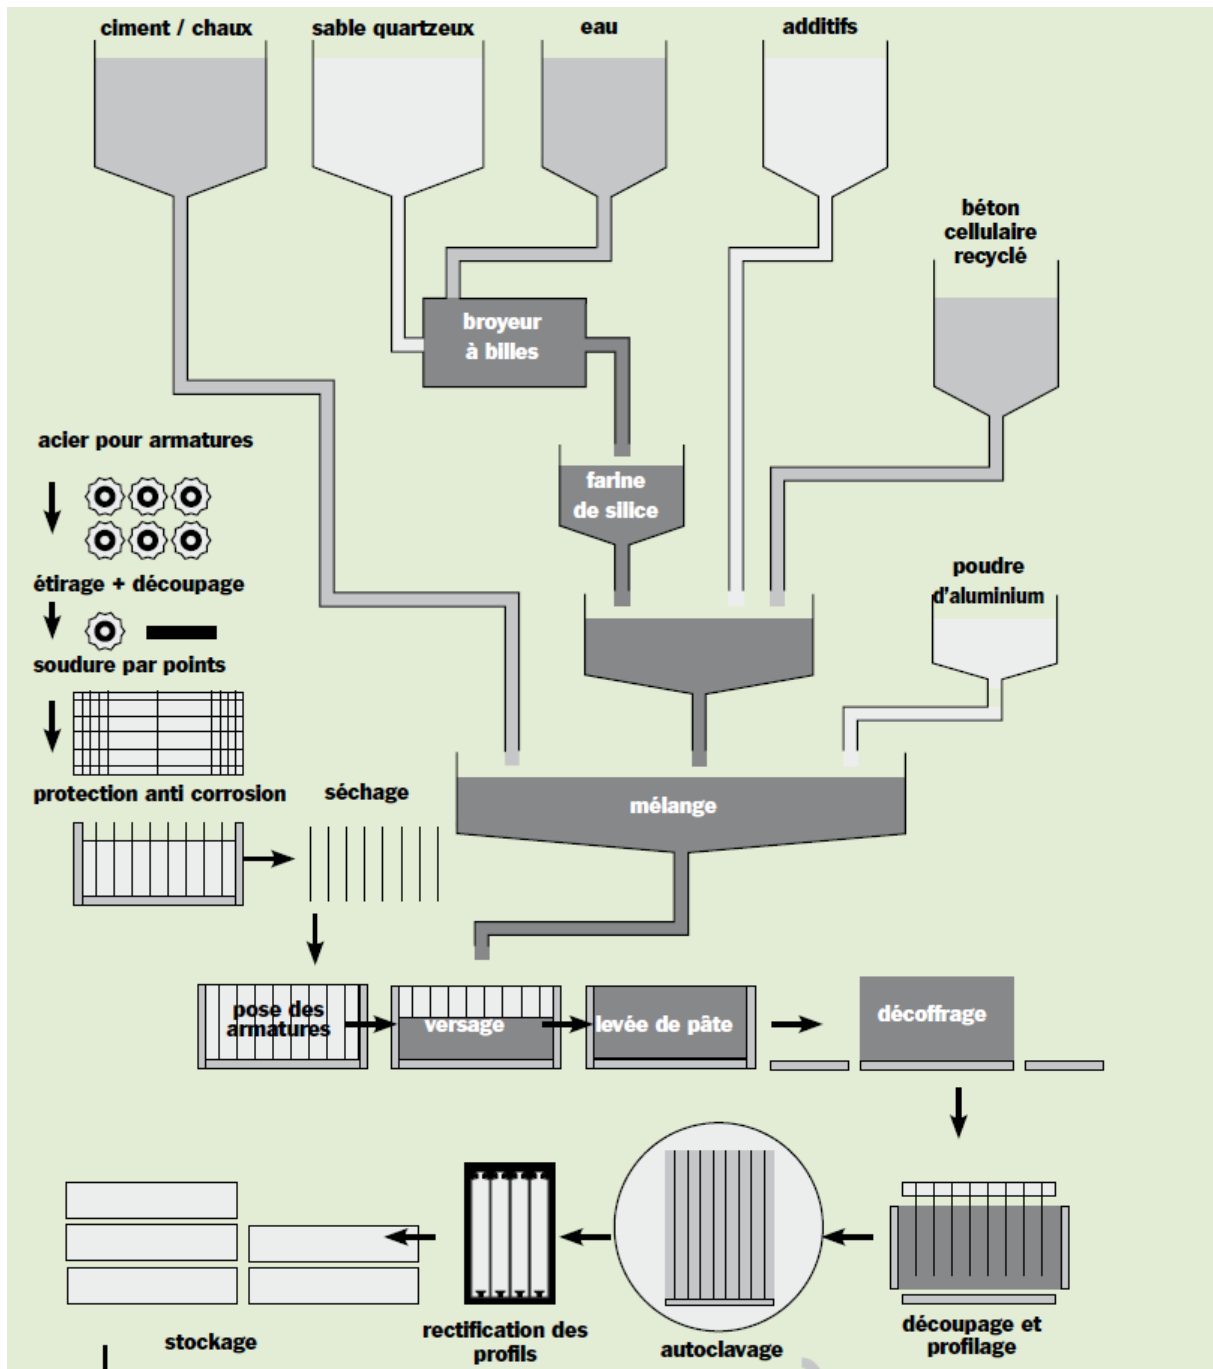 ciment / chaux
sable quartzeux
eau
additifs
béton
cellulaire
recyclé
broyeur
à billes
acier pour armatures
farine
de silice
étirage + découpage
poudre
d'aluminium
soudure par points
protection anti corrosion
séchage
mélange
pose des
armatures
versage
levée de pâte
décoffrage
découpage et
profilage
autoclavage
rectification des
profils
stockage